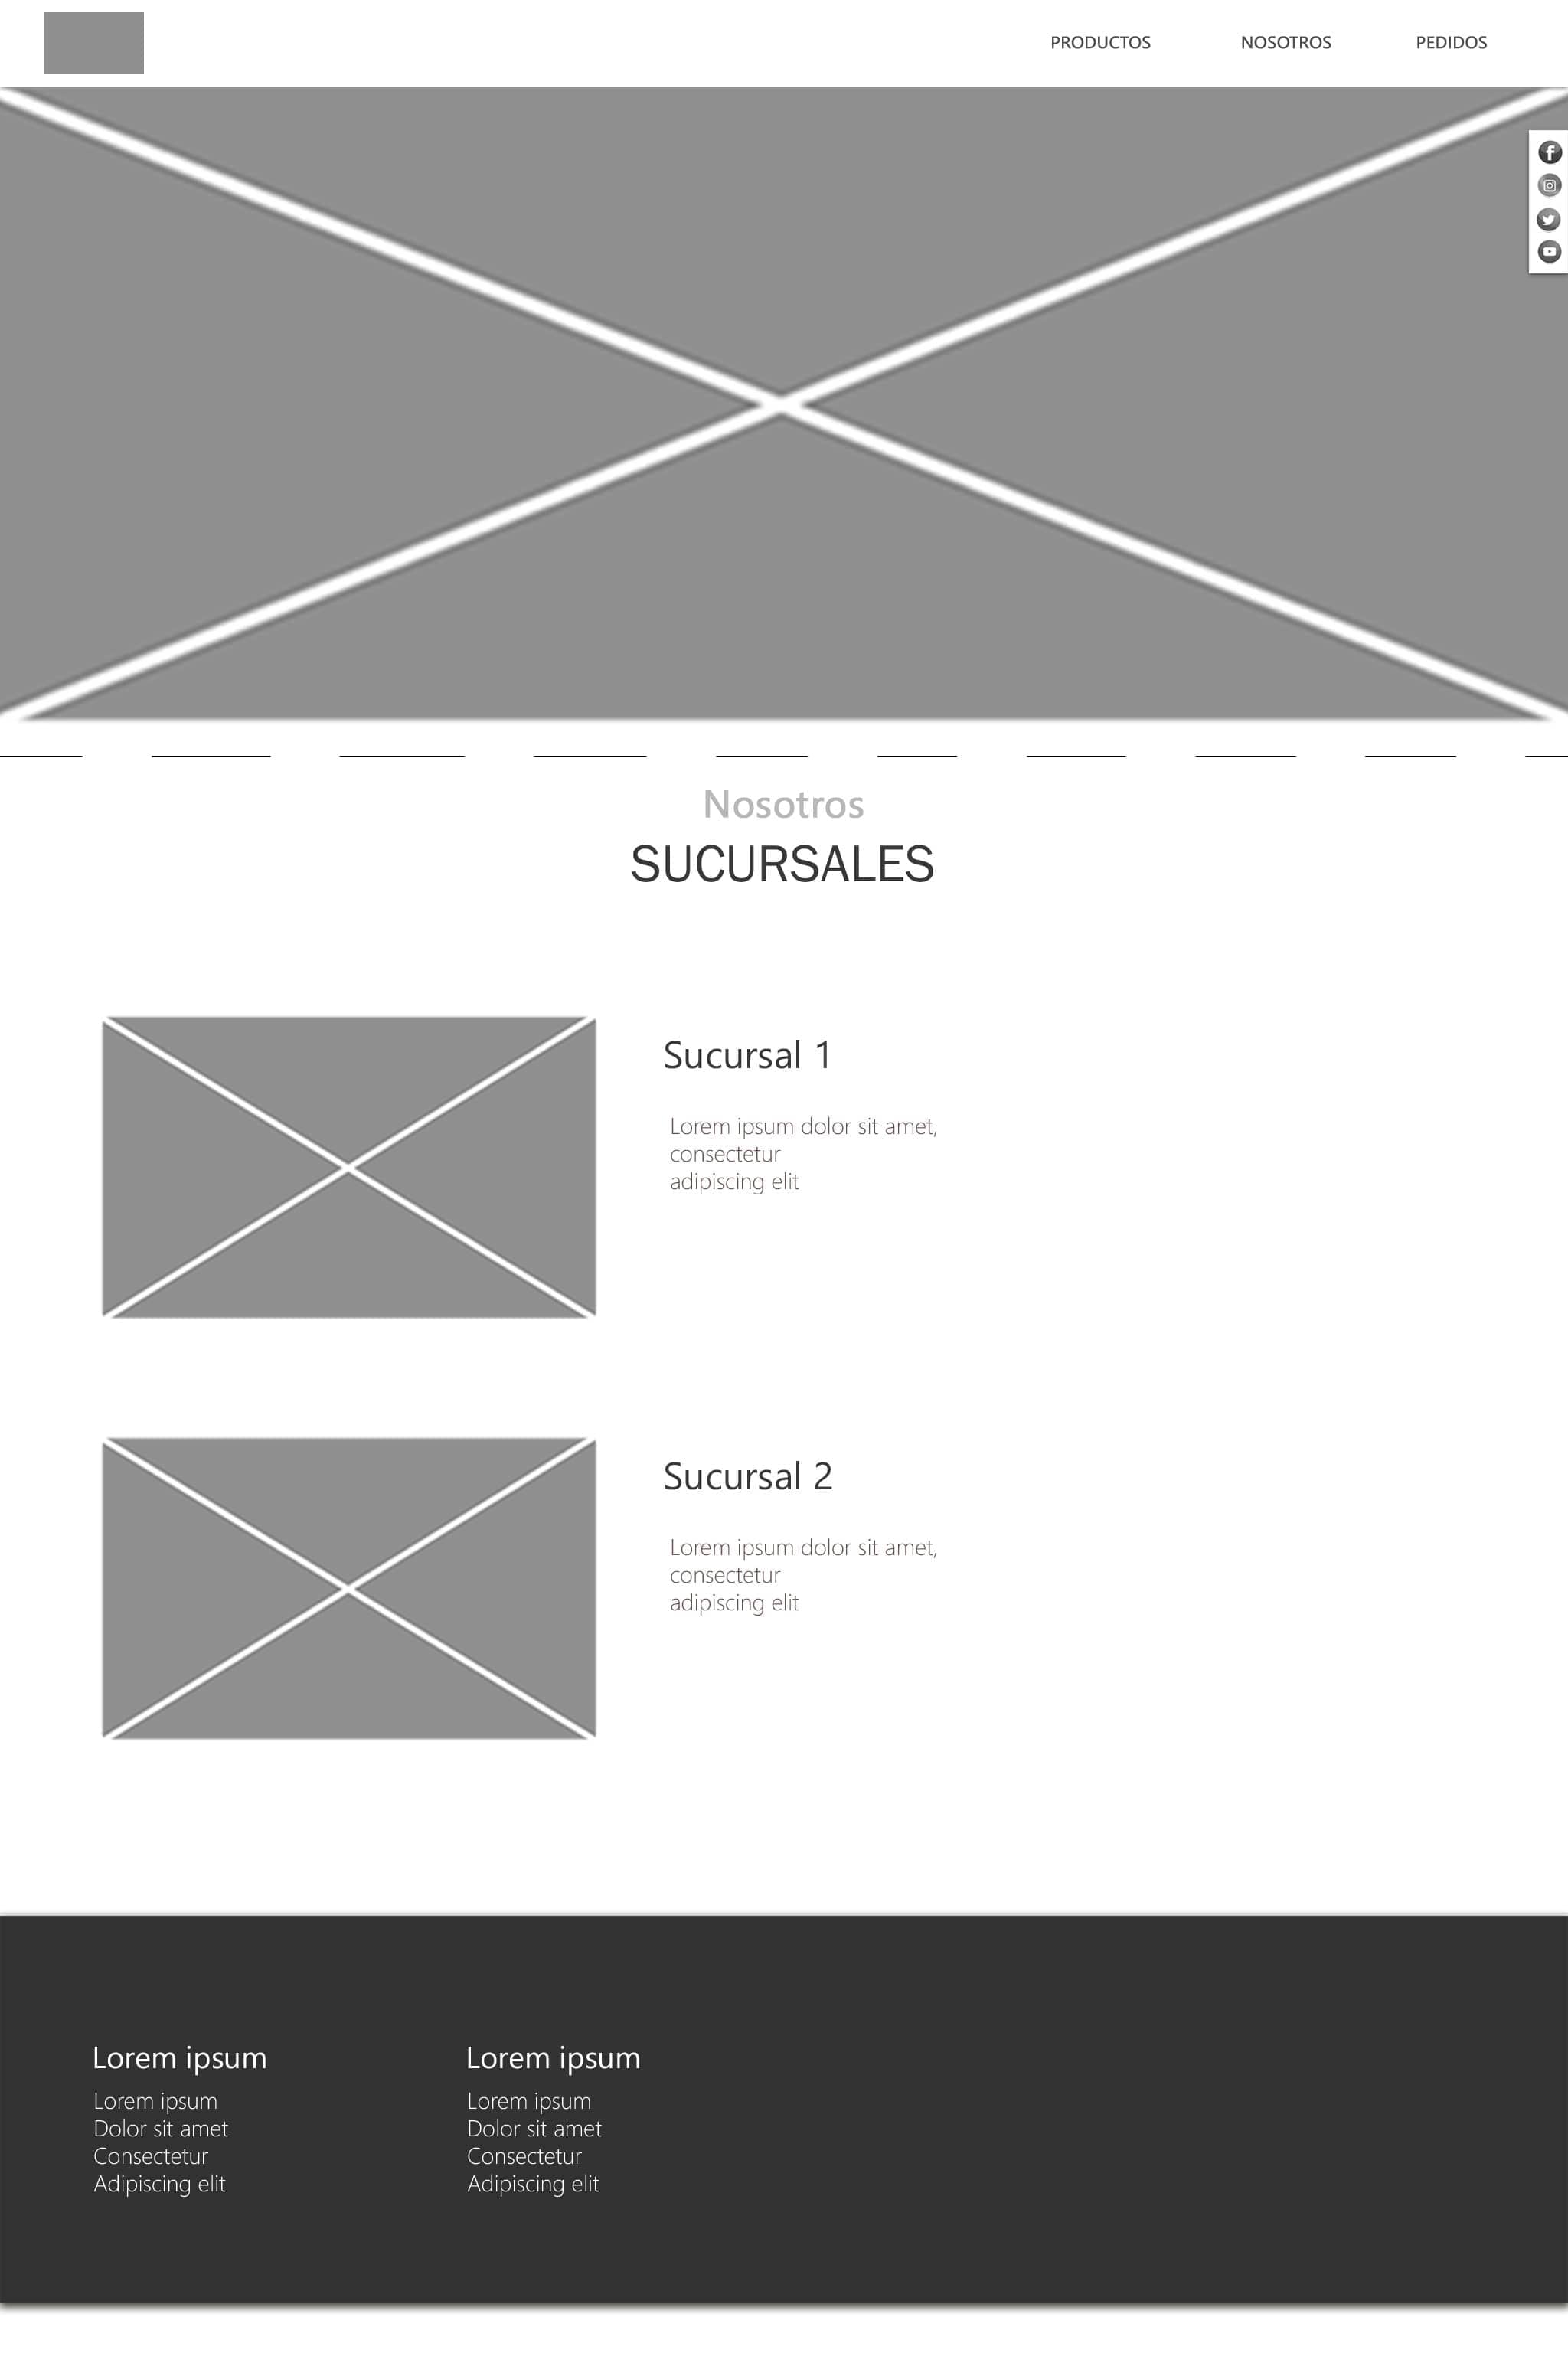 PRODUCTOS NOSOTROS PEDIDOS
Nosotros
SUCURSALES
Sucursal 1
Lorem ipsum dolor sit amet,
consectetur
adipiscing elit
Sucursal 2
Lorem ipsum dolor sit amet,
consectetur
adipiscing elit
Lorem ipsum
Lorem ipsum
Dolor sit amet
Consectetur
Adipiscing elit
Lorem ipsum
Lorem ipsum
Dolor sit amet
Consectetur
Adipiscing elit